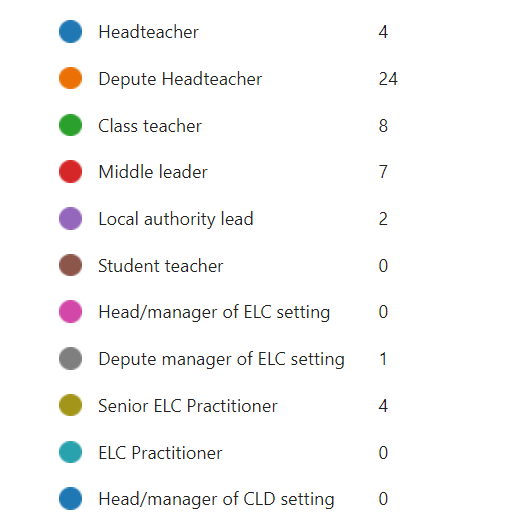 Headteacher 4
Depute Headteacher 24
Class teacher 8
Middle leader 7
Local authority lead 2
Student teacher 0
Head/manager of ELC setting 0
Depute manager of ELC setting 1
Senior ELC Practitioner 4
ELC Practitioner 0
Head/manager of CLD setting 0